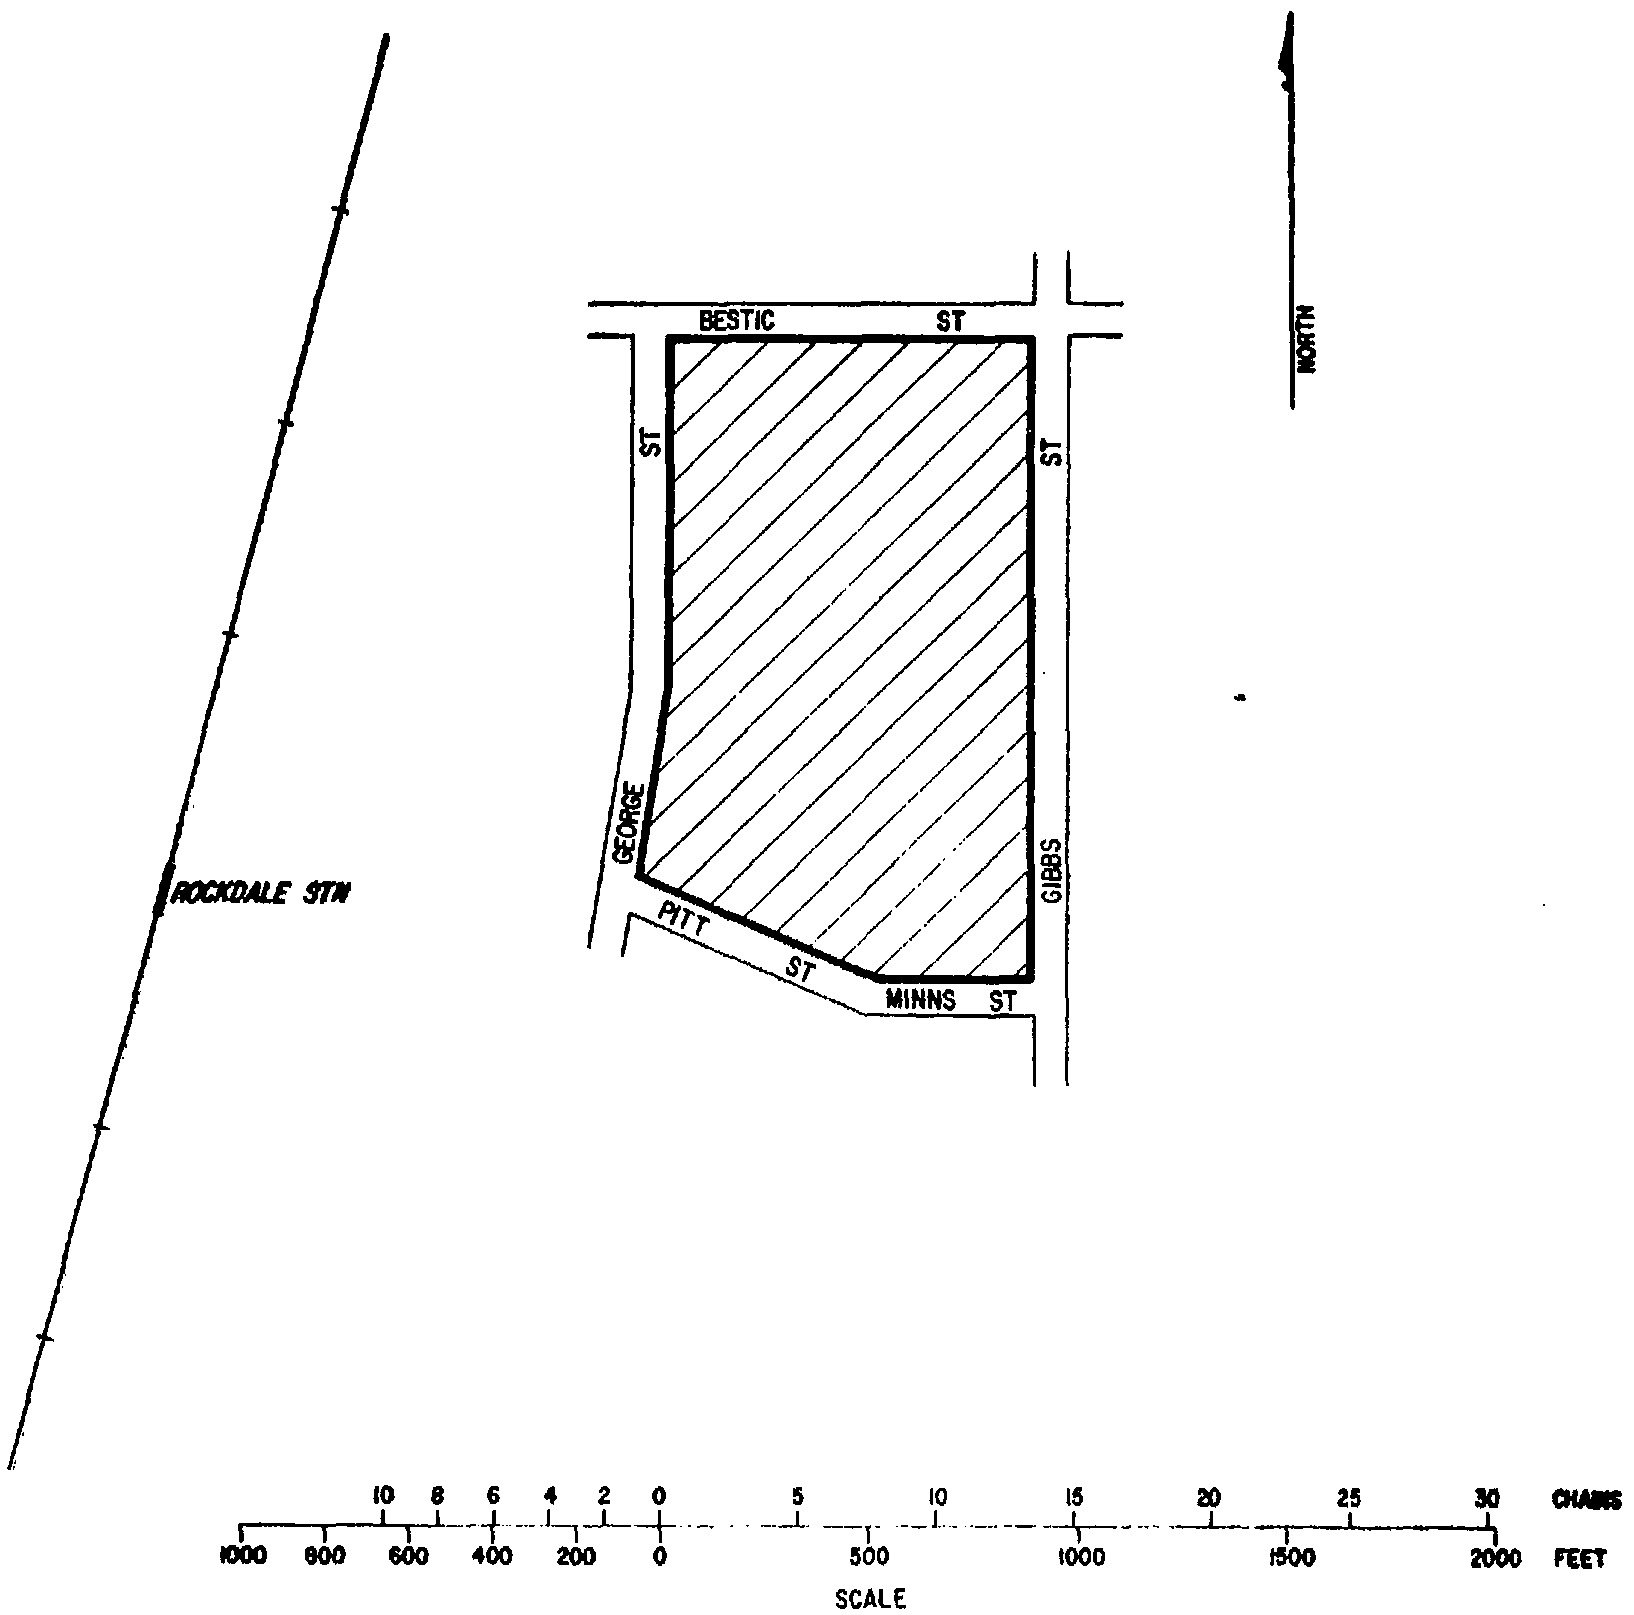 NORTH
BESTIC ST
ST
ST
GEORGE
GIBBS
ROCKDALE STN
PITT ST
MINNS ST
10 8 6 4 2 0 5 10 15 20 25 30 CHAINS
1000 800 600 400 200 0 500 1000 1500 2000 FEET
SCALE